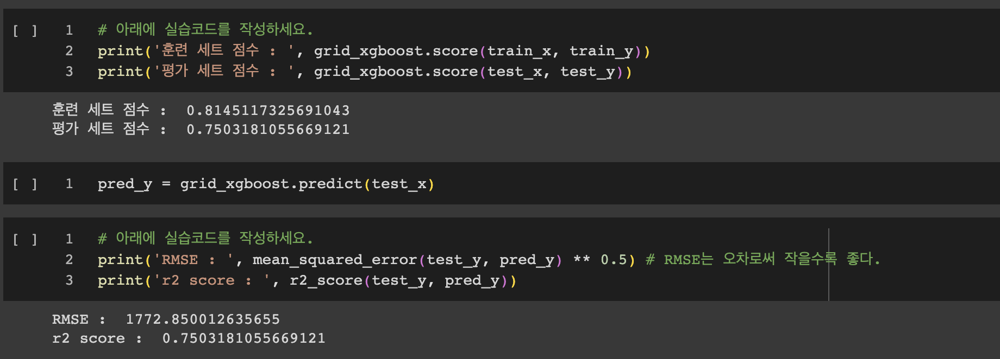 [ ] 1 # 아래에 실습코드를 작성하세요.
2 print('훈련 세트 점수 : ', grid_xgboost.score(train_x, train_y))
3 print('평가 세트 점수 : ', grid_xgboost.score(test_x, test_y))
훈련 세트 점수 :  0.8145117325691043
평가 세트 점수 :  0.7503181055669121
[ ] 1 pred_y = grid_xgboost.predict(test_x)
[ ] 1 # 아래에 실습코드를 작성하세요.
2 print('RMSE : ', mean_squared_error(test_y, pred_y) ** 0.5) # RMSE는 오차로써 작을수록 좋다.
3 print('r2 score : ', r2_score(test_y, pred_y))
RMSE :  1772.850012635655
r2 score :  0.7503181055669121